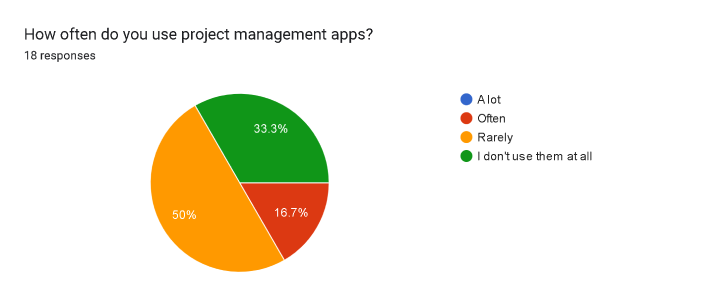 How often do you use project management apps?
18 responses
A lot
Often
Rarely
I don't use them at all
33.3%
16.7%
50%